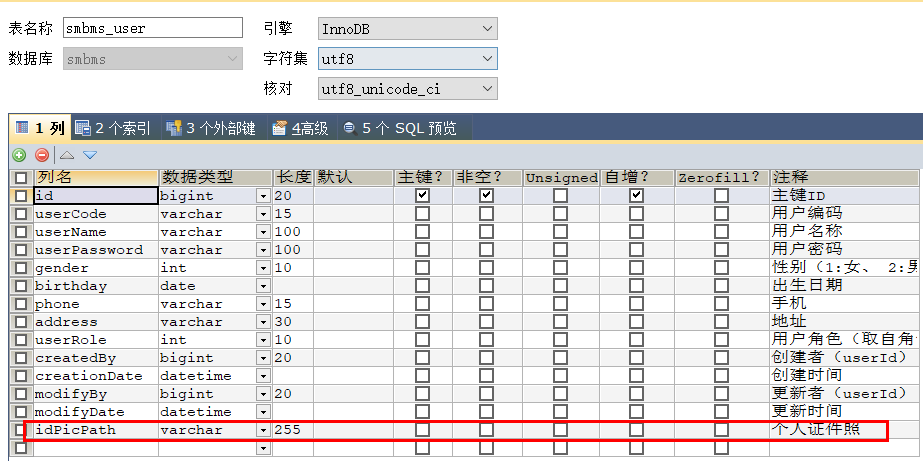 表名称 smbms_user 引擎 InnoDB
数据库 smbms 字符集 utf8
核对 utf8_unicode_ci
1 列 2 个索引 3 个外部键 4高级 5 个 SQL 预览
列名 数据类型 长度 默认 主键? 非空? Unsigned 自增? Zerofill? 注释
id bigint 20 主键ID
userCode varchar 15 用户编码
userName varchar 100 用户名称
userPassword varchar 100 用户密码
gender int 10 性别（1:女、 2:男
birthday date 出生日期
phone varchar 15 手机
address varchar 30 地址
userRole int 10 用户角色（取自角
createdBy bigint 20 创建者（userId）
creationDate datetime 创建时间
modifyBy bigint 20 更新者（userId）
modifyDate datetime 更新时间
idPicPath varchar 255 个人证件照